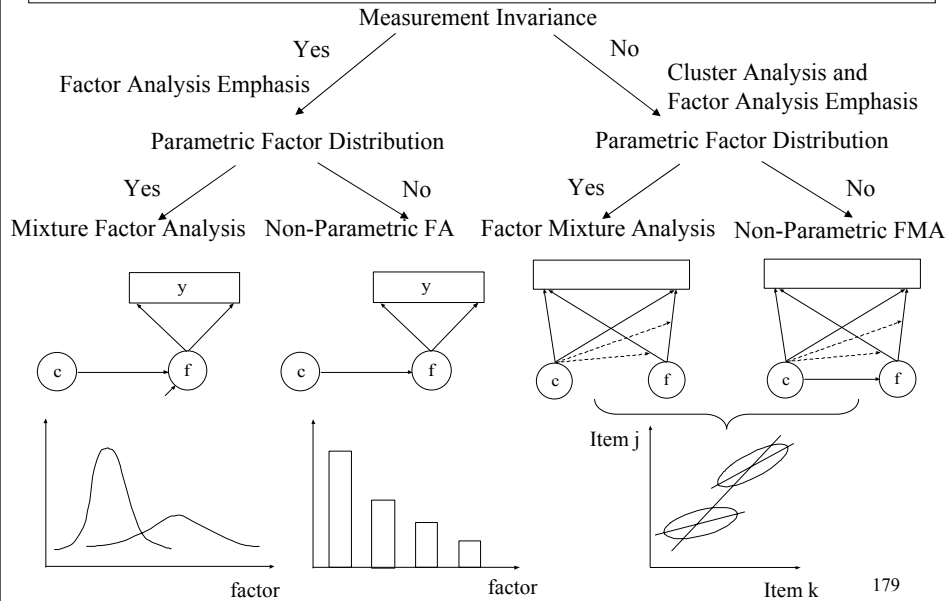 Measurement Invariance
Yes
No
Factor Analysis Emphasis
Cluster Analysis and
Factor Analysis Emphasis
Parametric Factor Distribution
Parametric Factor Distribution
Yes
No
Yes
No
Mixture Factor Analysis
Non-Parametric FA
Factor Mixture Analysis
Non-Parametric FMA
y
y
c
f
c
f
c
f
c
f
Item j
factor
factor
Item k
179